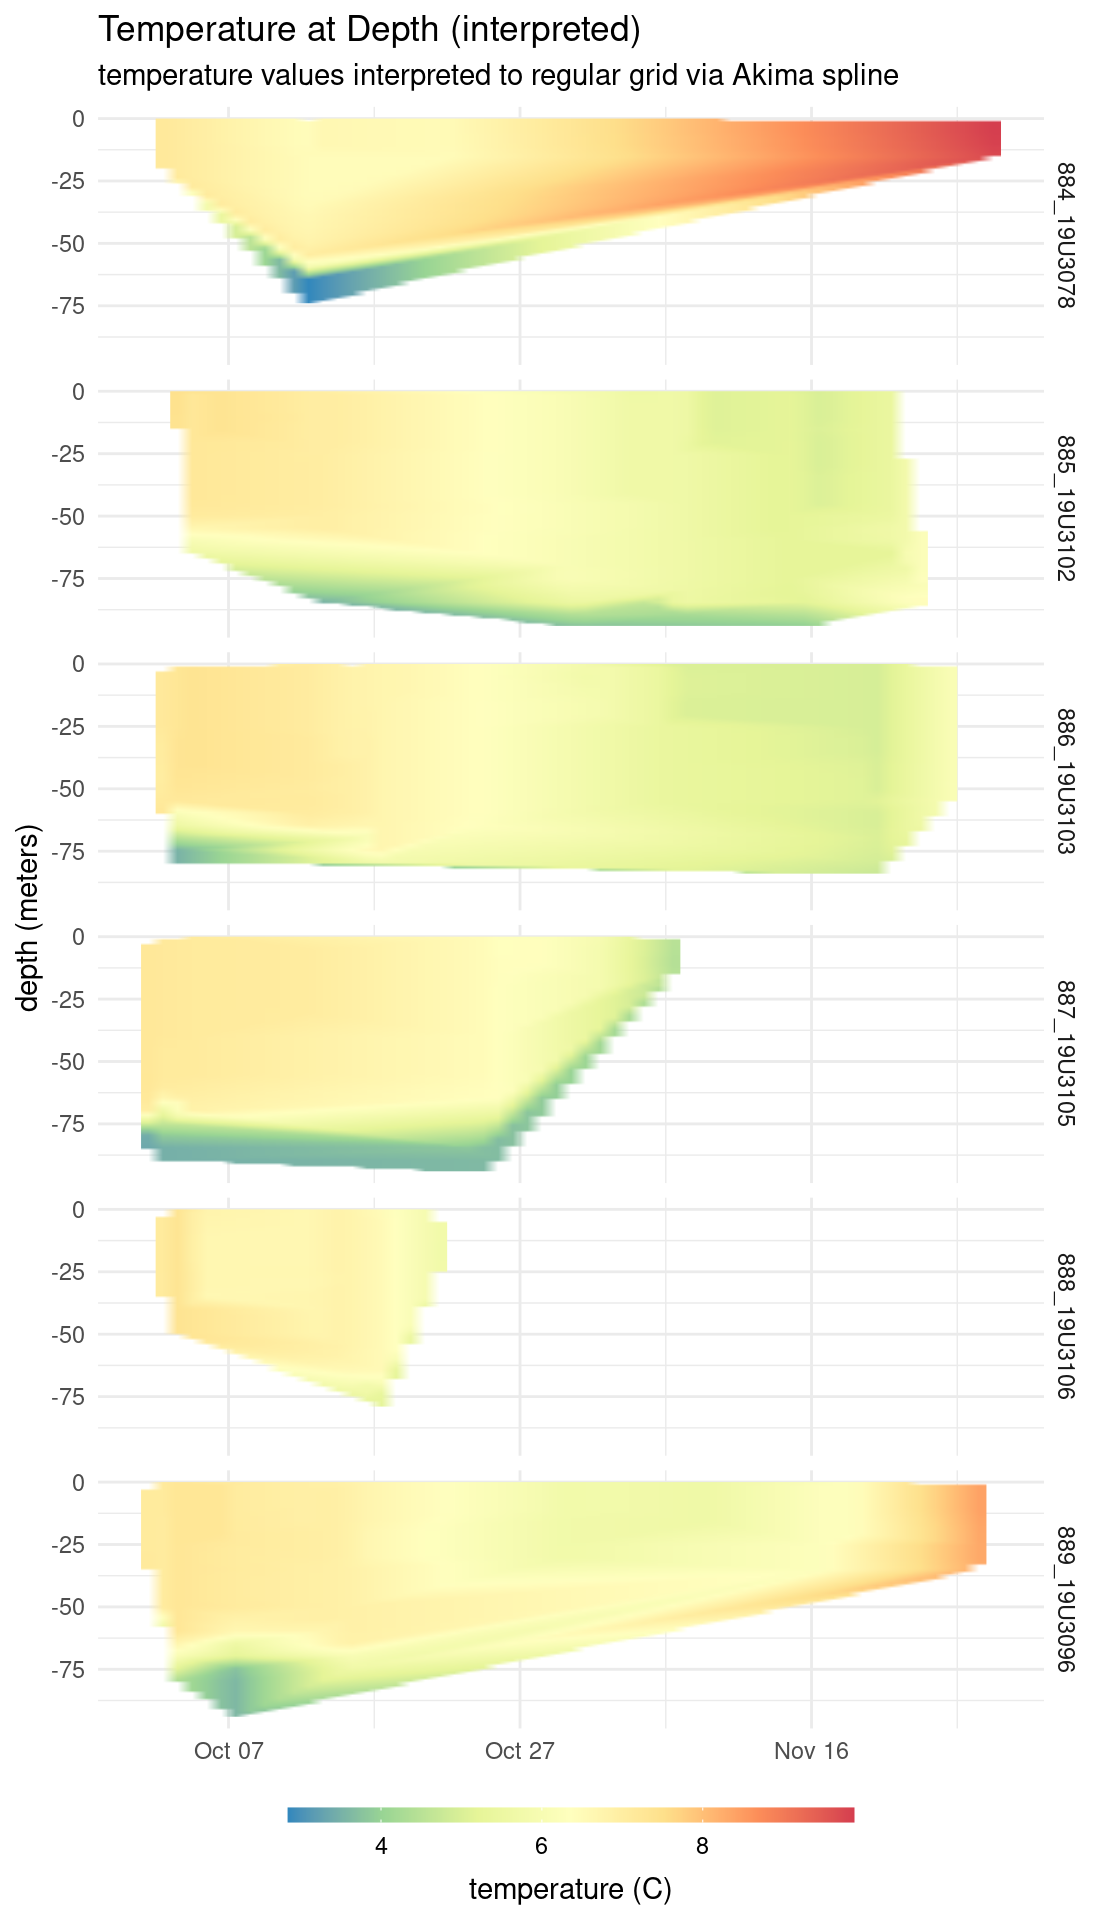 Temperature at Depth (interpreted)
temperature values interpreted to regular grid via Akima spline
depth (meters)
0
-25
-50
-75
884_19U3078
0
-25
-50
-75
885_19U3102
0
-25
-50
-75
886_19U3103
0
-25
-50
-75
887_19U3105
0
-25
-50
-75
888_19U3106
0
-25
-50
-75
889_19U3096
Oct 07 Oct 27 Nov 16
4 6 8
temperature (C)